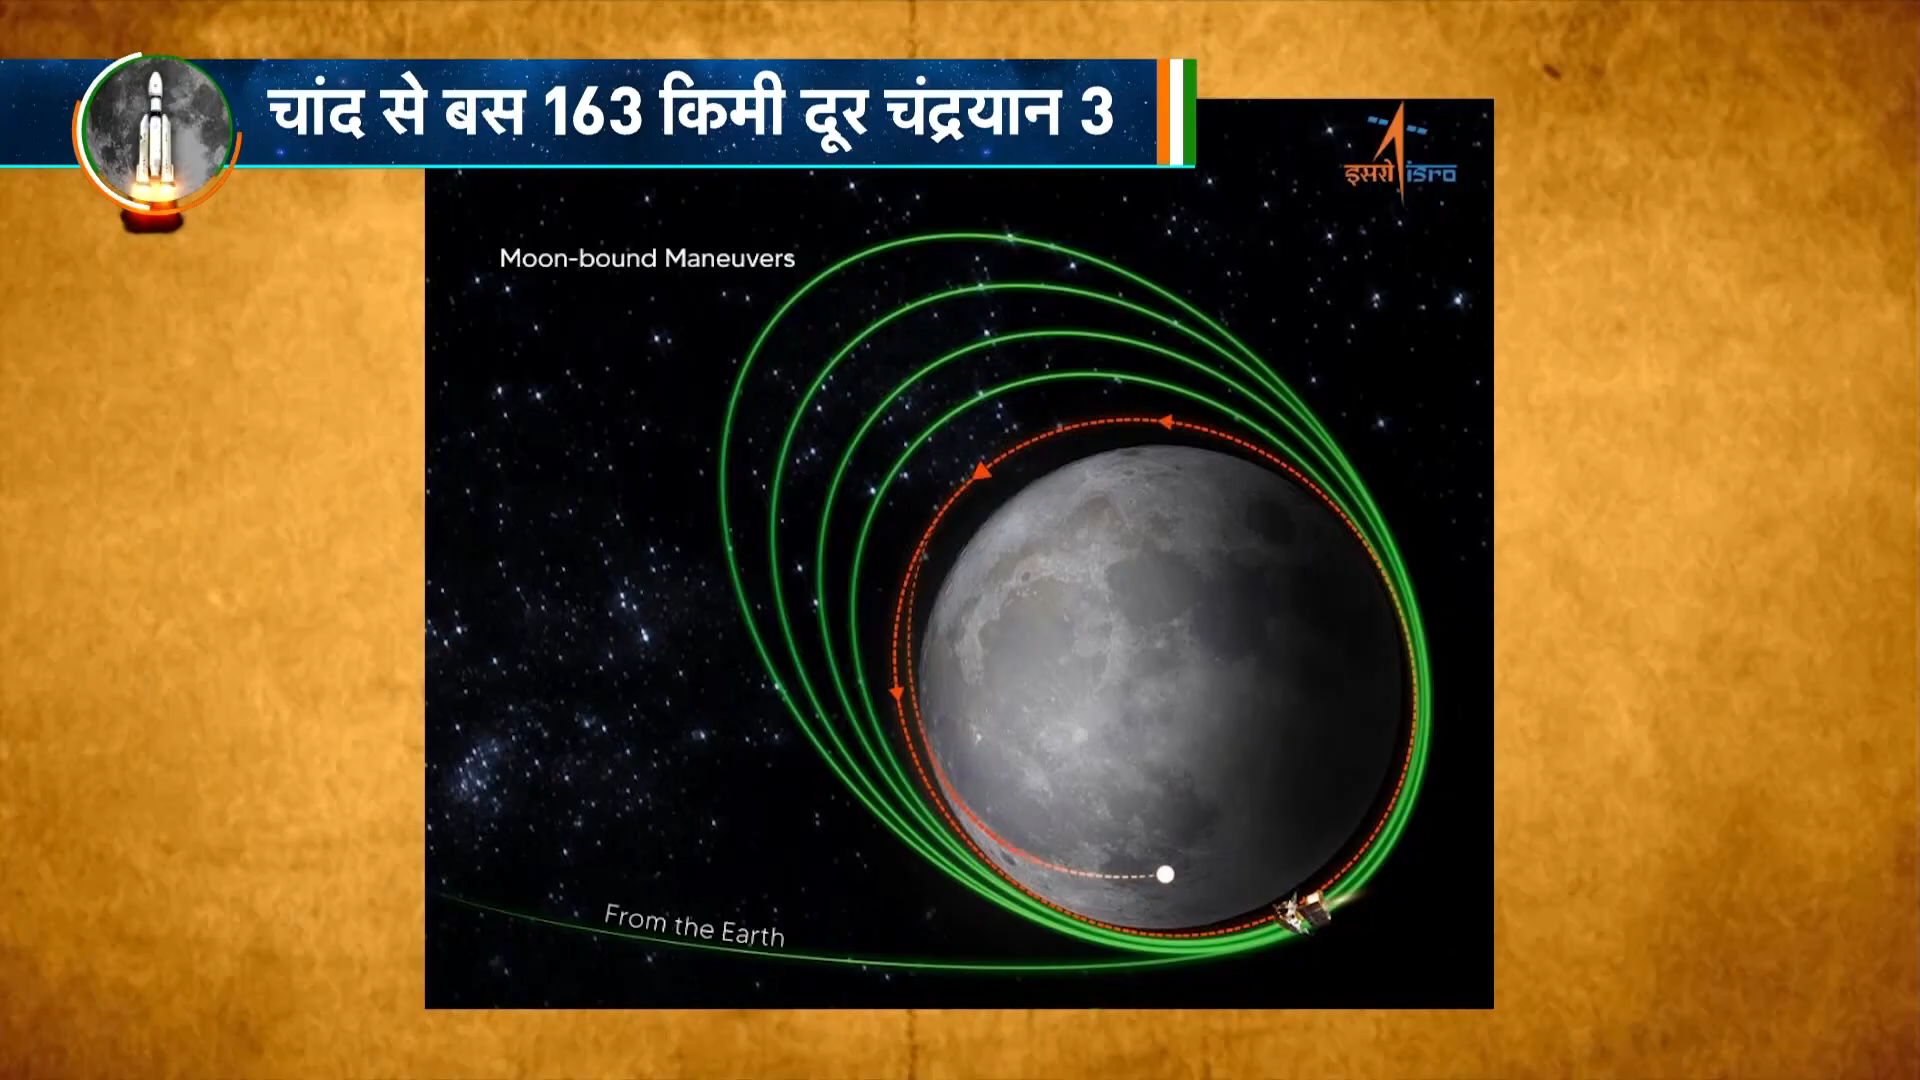 चांद से बस 163 किमी दूर चंद्रयान 3
इसरो isro
Moon-bound Maneuvers
From the Earth